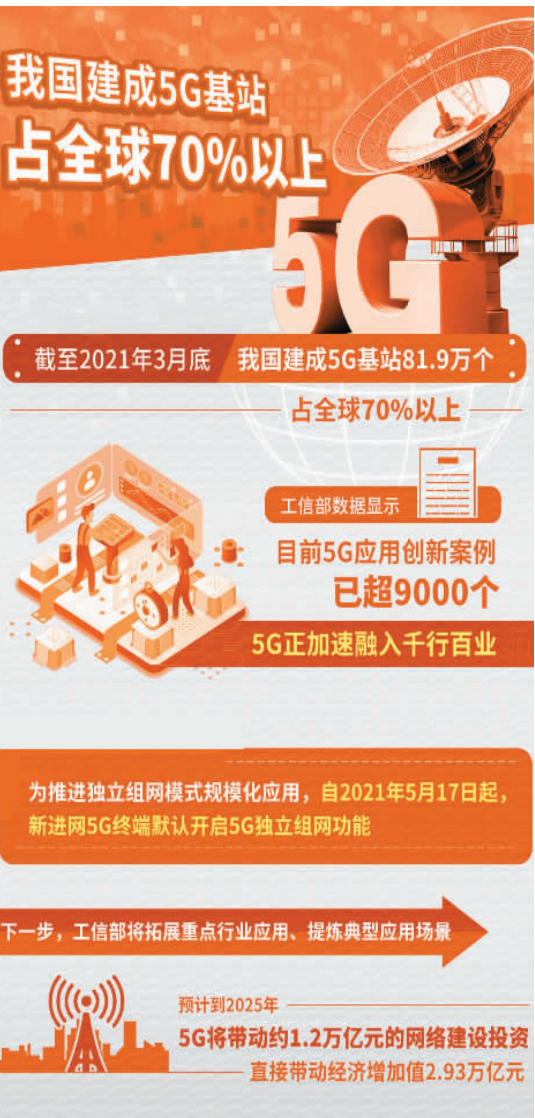 我国建成5G基站
占全球70%以上
5G
截至2021年3月底 我国建成5G基站81.9万个
占全球70%以上
工信部数据显示
目前5G应用创新案例
已超9000个
5G正加速融入千行百业
为推进独立组网模式规模化应用，自2021年5月17日起，
新进网5G终端默认开启5G独立组网功能
下一步，工信部将拓展重点行业应用、提炼典型应用场景
预计到2025年
5G将带动约1.2万亿元的网络建设投资
直接带动经济增加值2.93万亿元